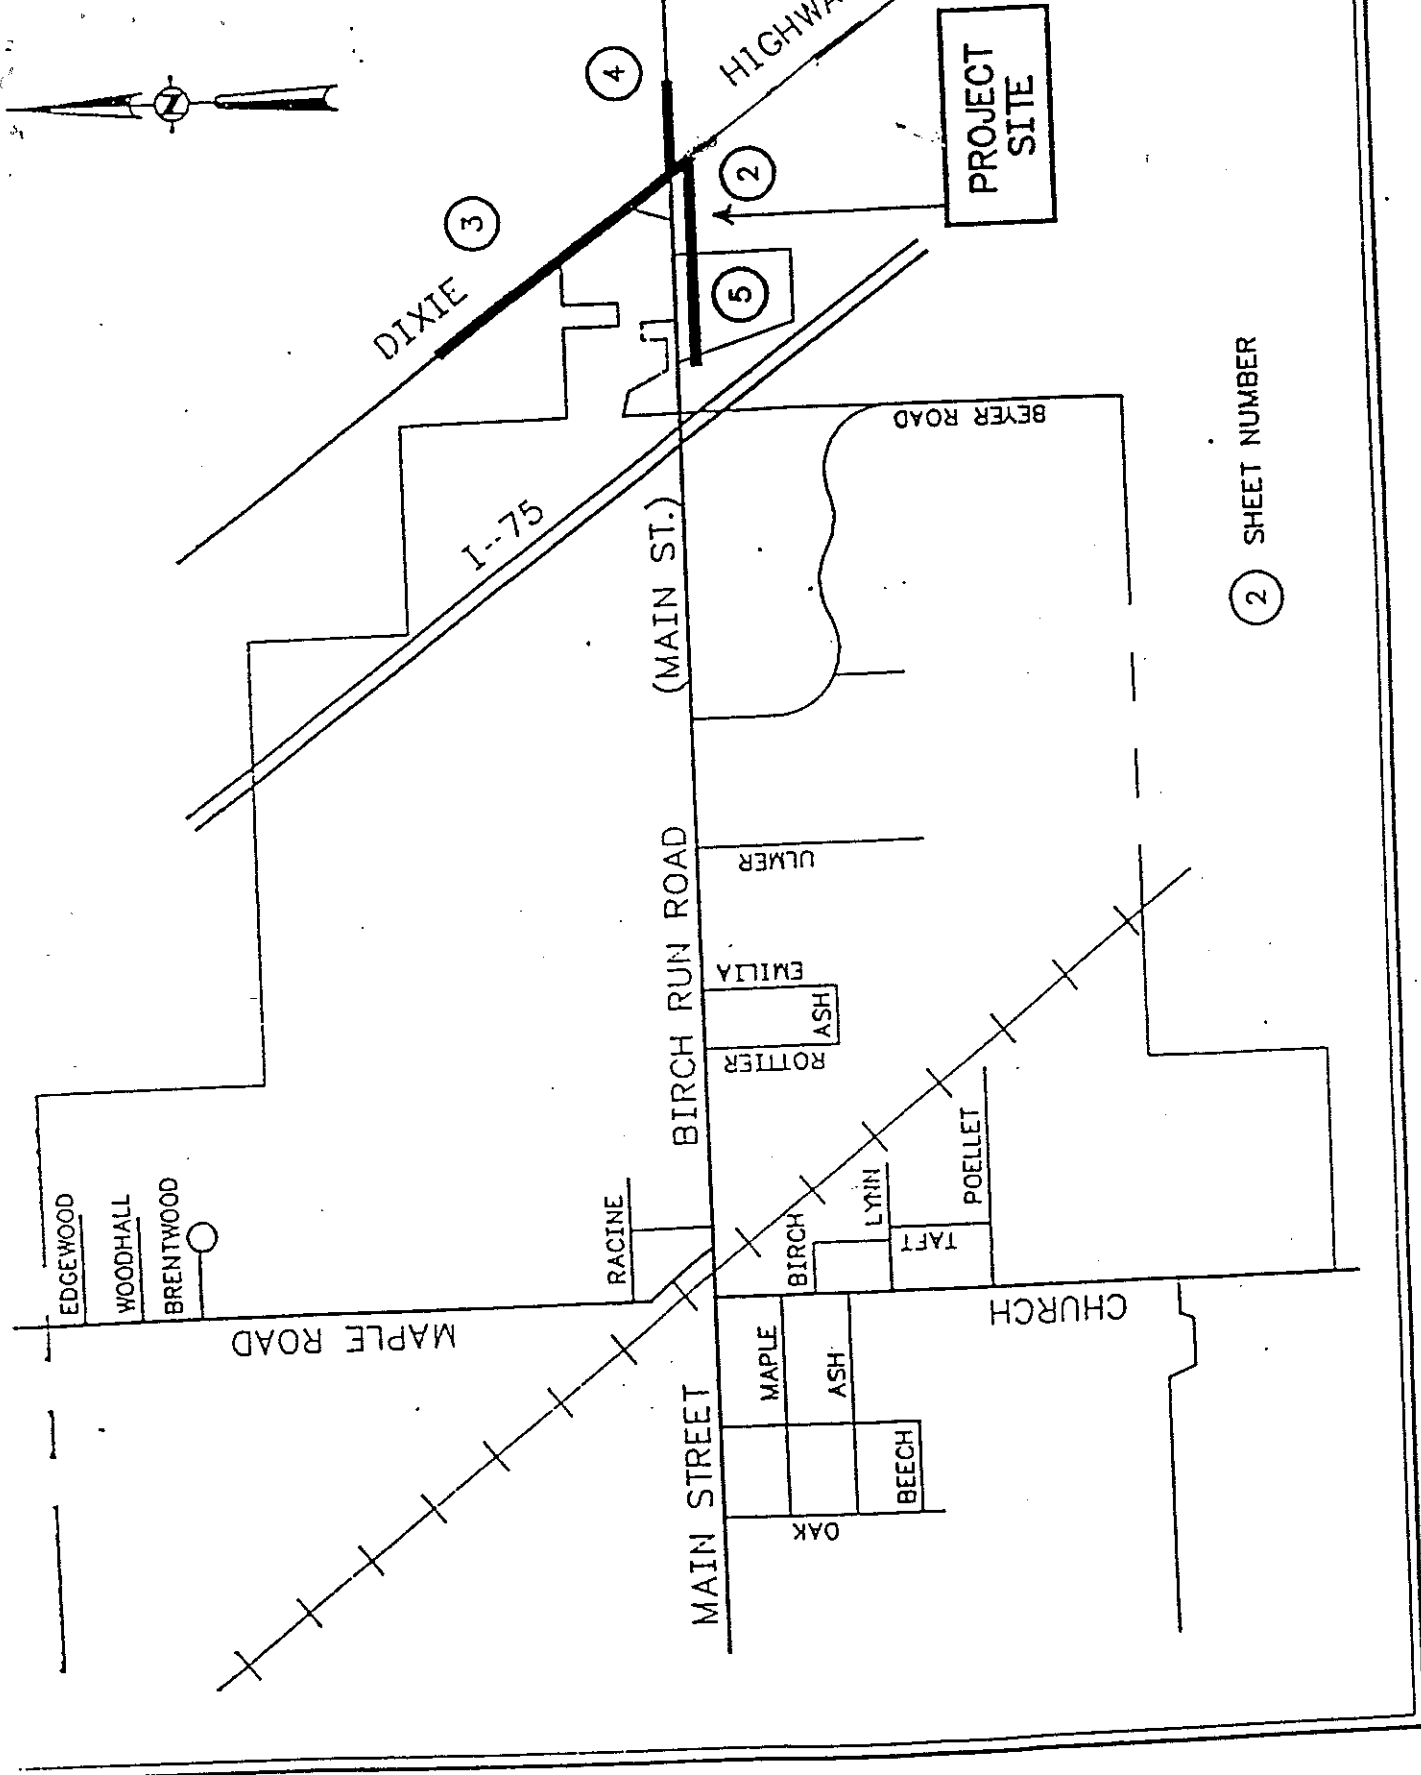 EDGEWOOD
WOODHALL
BRENTWOOD
N
MAPLE ROAD
DIXIE
HIGHWA
3
I--75
4
RACINE
MAIN STREET
BIRCH RUN ROAD
(MAIN ST.)
2
5
PROJECT
SITE
MAPLE
BIRCH
ROTTIER
EMILIA
ULMER
ASH
ASH
OAK
BEECH
LYNN
TAFT
POELLET
CHURCH
BEYER ROAD
2 SHEET NUMBER